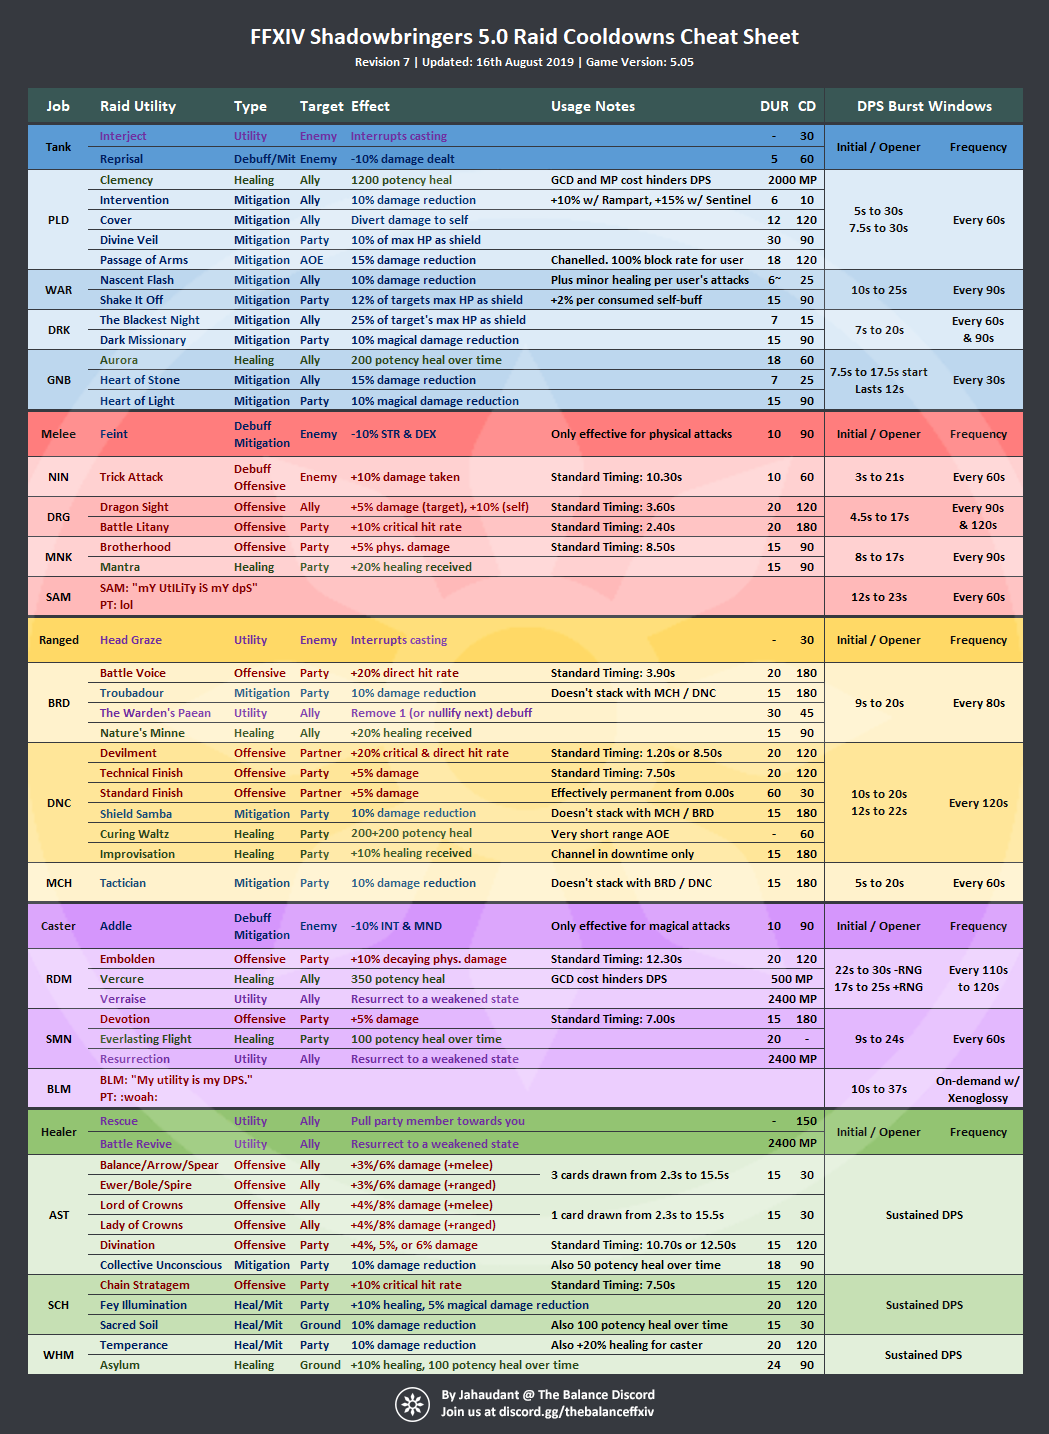 FFXIV Shadowbringers 5.0 Raid Cooldowns Cheat Sheet
Revision 7 | Updated: 16th August 2019 | Game Version: 5.05
Job Raid Utility Type Target Effect Usage Notes DUR CD DPS Burst Windows
Tank Interject Utility Enemy Interrupts casting - 30 Initial / Opener Frequency
Reprisal Debuff/Mit Enemy -10% damage dealt 5 60
PLD Clemency Healing Ally 1200 potency heal GCD and MP cost hinders DPS 2000 MP
Intervention Mitigation Ally 10% damage reduction +10% w/ Rampart, +15% w/ Sentinel 6 10
Cover Mitigation Ally Divert damage to self 12 120
Divine Veil Mitigation Party 10% of max HP as shield 30 90
Passage of Arms Mitigation AOE 15% damage reduction Chanelled. 100% block rate for user 18 120
5s to 30s
7.5s to 30s
Every 60s
WAR Nascent Flash Mitigation Ally 10% damage reduction Plus minor healing per user's attacks 6~ 25
Shake It Off Mitigation Party 12% of targets max HP as shield +2% per consumed self-buff 15 90
10s to 25s Every 90s
DRK The Blackest Night Mitigation Ally 25% of target's max HP as shield 7 15
Dark Missionary Mitigation Party 10% magical damage reduction 15 90
7s to 20s
Every 60s
& 90s
GNB Aurora Healing Ally 200 potency heal over time 18 60
Heart of Stone Mitigation Ally 15% damage reduction 7 25
Heart of Light Mitigation Party 10% magical damage reduction 15 90
7.5s to 17.5s start
Lasts 12s
Every 30s
Melee Feint Debuff
Mitigation
Enemy -10% STR & DEX Only effective for physical attacks 10 90 Initial / Opener Frequency
NIN Trick Attack Debuff
Offensive
Enemy +10% damage taken Standard Timing: 10.30s 10 60 3s to 21s Every 60s
DRG Dragon Sight Offensive Ally +5% damage (target), +10% (self) Standard Timing: 3.60s 20 120
Battle Litany Offensive Party +10% critical hit rate Standard Timing: 2.40s 20 180
4.5s to 17s
Every 90s
& 120s
MNK Brotherhood Offensive Party +5% phys. damage Standard Timing: 8.50s 15 90
Mantra Healing Party +20% healing received 15 90
8s to 17s Every 90s
SAM SAM: "mY UtILiTy iS mY dpS"
PT: lol
12s to 23s Every 60s
Ranged Head Graze Utility Enemy Interrupts casting - 30 Initial / Opener Frequency
BRD Battle Voice Offensive Party +20% direct hit rate Standard Timing: 3.90s 20 180
Troubadour Mitigation Party 10% damage reduction Doesn't stack with MCH / DNC 15 180
The Warden's Paean Utility Ally Remove 1 (or nullify next) debuff 30 45
Nature's Minne Healing Ally +20% healing received 15 90
9s to 20s Every 80s
DNC Devilment Offensive Partner +20% critical & direct hit rate Standard Timing: 1.20s or 8.50s 20 120
Technical Finish Offensive Party +5% damage Standard Timing: 7.50s 20 120
Standard Finish Offensive Partner +5% damage Effectively permanent from 0.00s 60 30
Shield Samba Mitigation Party 10% damage reduction Doesn't stack with MCH / BRD 15 180
Curing Waltz Healing Party 200+200 potency heal Very short range AOE - 60
Improvisation Healing Party +10% healing received Channel in downtime only 15 180
10s to 20s
12s to 22s
Every 120s
MCH Tactician Mitigation Party 10% damage reduction Doesn't stack with BRD / DNC 15 180 5s to 20s Every 60s
Caster Addle Debuff
Mitigation
Enemy -10% INT & MND Only effective for magical attacks 10 90 Initial / Opener Frequency
RDM Embolden Offensive Party +10% decaying phys. damage Standard Timing: 12.30s 20 120
Vercure Healing Ally 350 potency heal GCD cost hinders DPS 500 MP
Verraise Utility Ally Resurrect to a weakened state 2400 MP
22s to 30s -RNG
17s to 25s +RNG
Every 110s
to 120s
SMN Devotion Offensive Party +5% damage Standard Timing: 7.00s 15 180
Everlasting Flight Healing Party 100 potency heal over time 20 -
Resurrection Utility Ally Resurrect to a weakened state 2400 MP
9s to 24s Every 60s
BLM BLM: "My utility is my DPS."
PT: :woah:
10s to 37s
On-demand w/
Xenoglossy
Healer Rescue Utility Ally Pull party member towards you - 150
Battle Revive Utility Ally Resurrect to a weakened state 2400 MP
Initial / Opener Frequency
AST Balance/Arrow/Spear Offensive Ally +3%/6% damage (+melee)
Ewer/Bole/Spire Offensive Ally +3%/6% damage (+ranged)
3 cards drawn from 2.3s to 15.5s 15 30
Lord of Crowns Offensive Ally +4%/8% damage (+melee)
Lady of Crowns Offensive Ally +4%/8% damage (+ranged)
1 card drawn from 2.3s to 15.5s 15 30
Divination Offensive Party +4%, 5%, or 6% damage Standard Timing: 10.70s or 12.50s 15 120
Collective Unconscious Mitigation Party 10% damage reduction Also 50 potency heal over time 18 90
Sustained DPS
SCH Chain Stratagem Offensive Party +10% critical hit rate Standard Timing: 7.50s 15 120
Fey Illumination Heal/Mit Party +10% healing, 5% magical damage reduction 20 120
Sacred Soil Heal/Mit Ground 10% damage reduction Also 100 potency heal over time 15 30
Sustained DPS
WHM Temperance Heal/Mit Party 10% damage reduction Also +20% healing for caster 20 120
Asylum Healing Ground +10% healing, 100 potency heal over time 24 90
Sustained DPS
By Jahaudant @ The Balance Discord
Join us at discord.gg/thebalanceffxiv